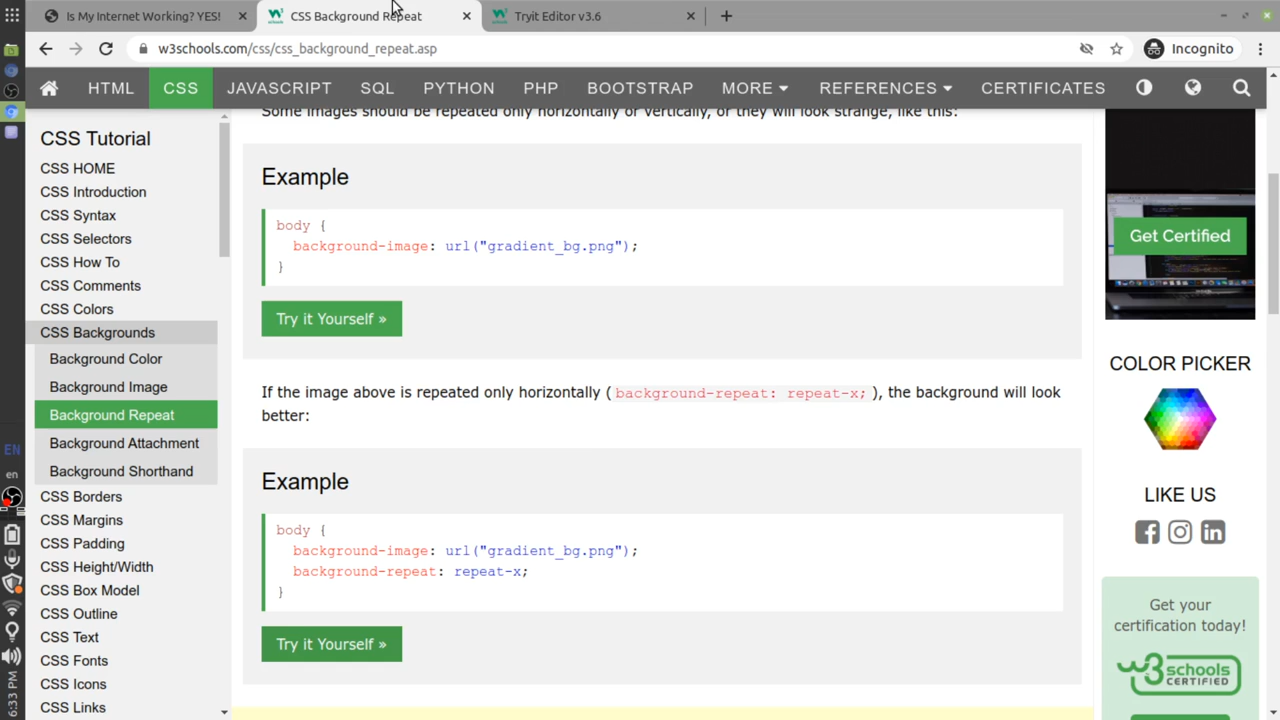 Is My Internet Working? YES!
CSS Background Repeat
Tryit Editor v3.6
w3schools.com/css/css_background_repeat.asp
Incognito
HTML
CSS
JAVASCRIPT
SQL
PYTHON
PHP
BOOTSTRAP
MORE
REFERENCES
CERTIFICATES
CSS Tutorial
CSS HOME
CSS Introduction
CSS Syntax
CSS Selectors
CSS How To
CSS Comments
CSS Colors
CSS Backgrounds
Background Color
Background Image
Background Repeat
Background Attachment
Background Shorthand
CSS Borders
CSS Margins
CSS Padding
CSS Height/Width
CSS Box Model
CSS Outline
CSS Text
CSS Fonts
CSS Icons
CSS Links
Some images should be repeated only horizontally or vertically, or they will look strange, like this:
Example
body {
background-image: url("gradient_bg.png");
}
Try it Yourself »
If the image above is repeated only horizontally (background-repeat: repeat-x;), the background will look
better:
Example
body {
background-image: url("gradient_bg.png");
background-repeat: repeat-x;
}
Try it Yourself »
Get Certified
COLOR PICKER
LIKE US
Get your
certification today!
w3schools
CERTIFIED
EN
en
6:33 PM